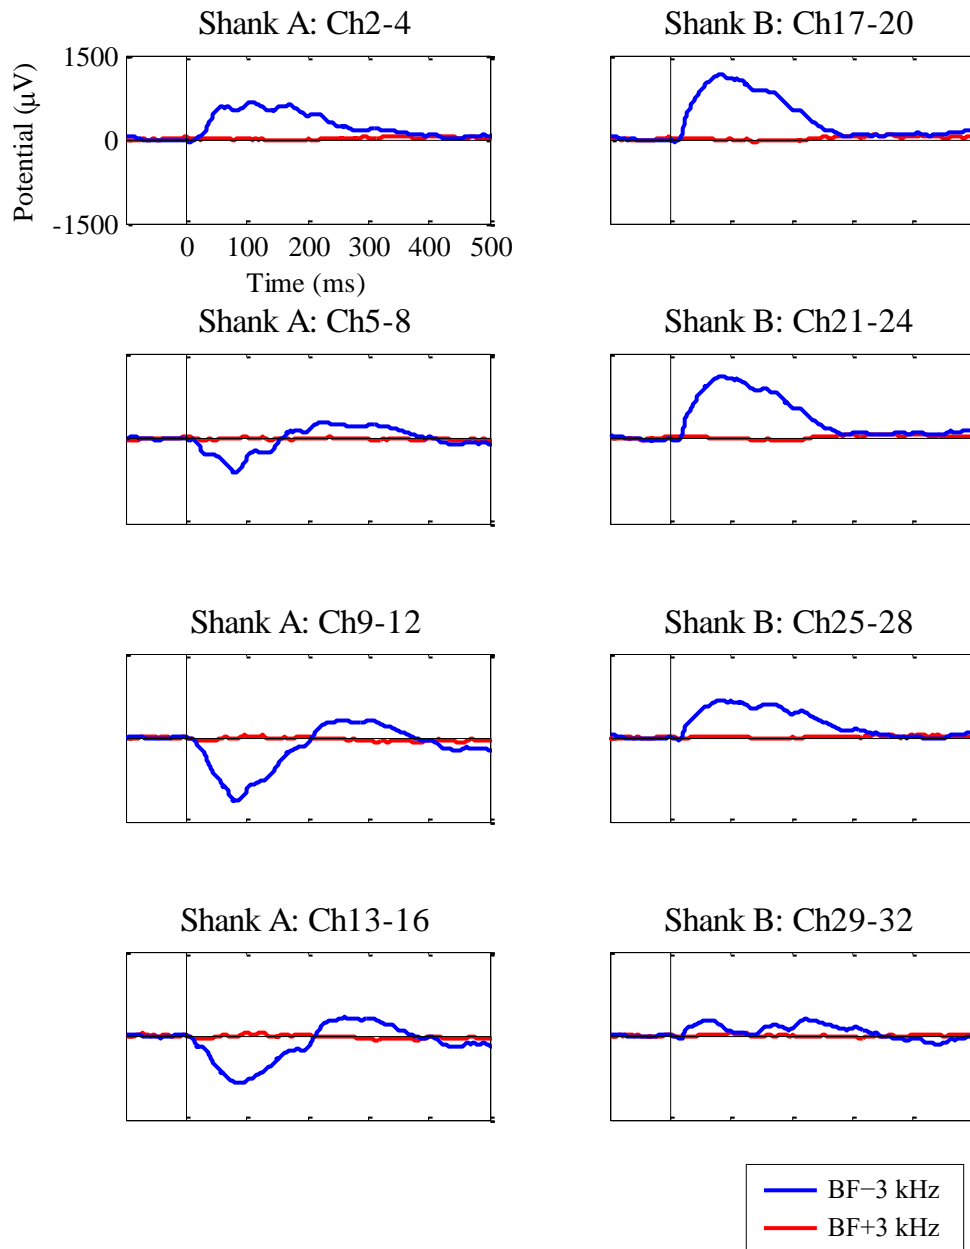 Shank A: Ch2-4
Shank B: Ch17-20
Potential (μV)
1500
0
-1500
0 100 200 300 400 500
Time (ms)
Shank A: Ch5-8
Shank B: Ch21-24
Shank A: Ch9-12
Shank B: Ch25-28
Shank A: Ch13-16
Shank B: Ch29-32
BF−3 kHz
BF+3 kHz